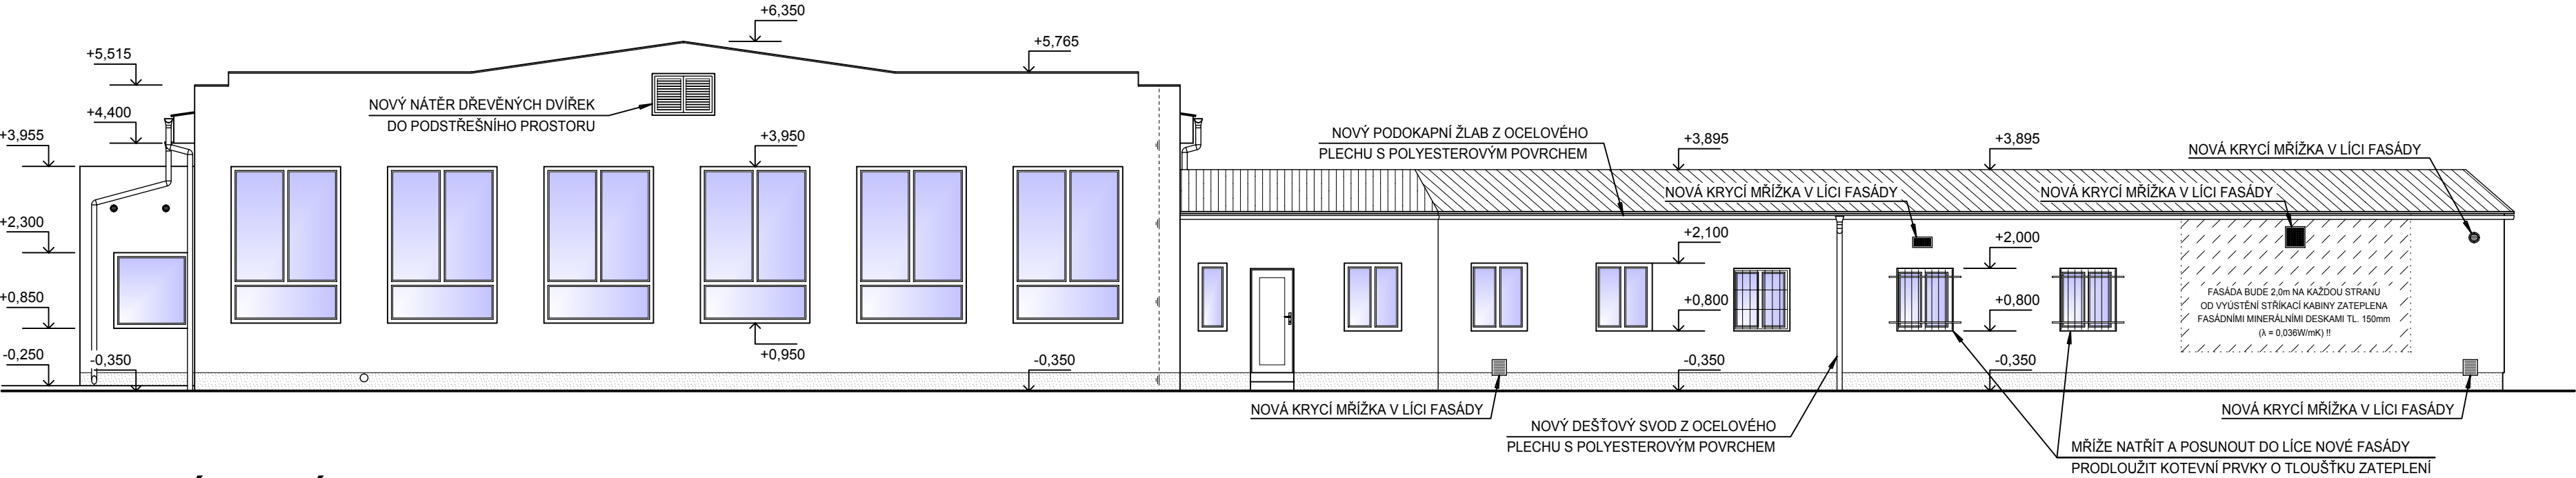 +6,350
+5,765
+5,515
+4,400
+3,955
NOVÝ NÁTĚR DŘEVĚNÝCH DVÍŘEK
DO PODSTŘEŠNÍHO PROSTORU
+3,950
NOVÝ PODOKAPNÍ ŽLAB Z OCELOVÉHO
PLECHU S POLYESTEROVÝM POVRCHEM
+3,895
+3,895
NOVÁ KRYCÍ MŘÍŽKA V LÍCI FASÁDY
NOVÁ KRYCÍ MŘÍŽKA V LÍCI FASÁDY
NOVÁ KRYCÍ MŘÍŽKA V LÍCI FASÁDY
+2,300
+2,100
+2,000
+0,850
+0,800
+0,800
FASÁDA BUDE 2,0m NA KAŽDOU STRANU
OD VYÚSTĚNÍ STŘÍKACÍ KABINY ZATEPLENA
FASÁDNÍMI MINERÁLNÍMI DESKAMI TL. 150mm
(λ = 0,036W/mK) !!
-0,250
-0,350
+0,950
-0,350
-0,350
-0,350
NOVÁ KRYCÍ MŘÍŽKA V LÍCI FASÁDY
NOVÝ DEŠŤOVÝ SVOD Z OCELOVÉHO
PLECHU S POLYESTEROVÝM POVRCHEM
NOVÁ KRYCÍ MŘÍŽKA V LÍCI FASÁDY
MŘÍŽE NATŘÍT A POSUNOUT DO LÍCE NOVÉ FASÁDY
PRODLOUŽIT KOTEVNÍ PRVKY O TLOUŠŤKU ZATEPLENÍ